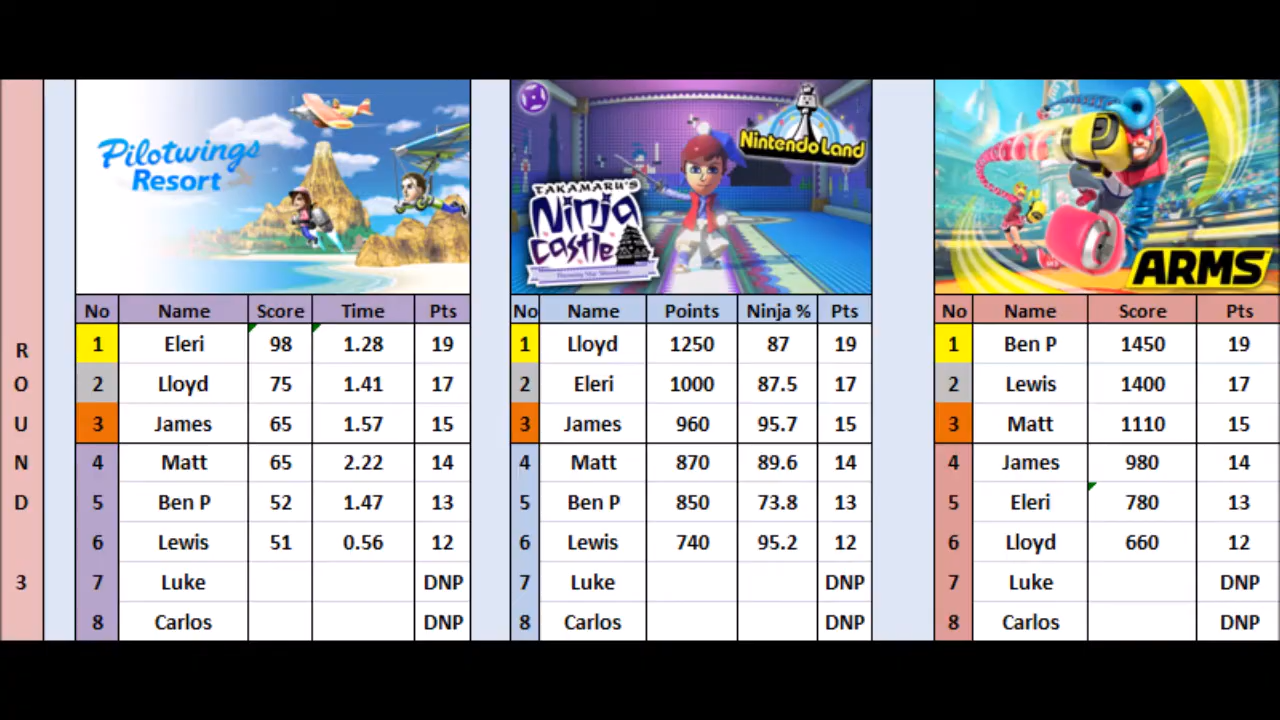 Pilotwings
Resort
Nintendo Land
TAKAMARU'S
Ninja
Castle
ARMS
R
O
U
N
D
3
No Name Score Time Pts
1 Eleri 98 1.28 19
2 Lloyd 75 1.41 17
3 James 65 1.57 15
4 Matt 65 2.22 14
5 Ben P 52 1.47 13
6 Lewis 51 0.56 12
7 Luke DNP
8 Carlos DNP
No Name Points Ninja % Pts
1 Lloyd 1250 87 19
2 Eleri 1000 87.5 17
3 James 960 95.7 15
4 Matt 870 89.6 14
5 Ben P 850 73.8 13
6 Lewis 740 95.2 12
7 Luke DNP
8 Carlos DNP
No Name Score Pts
1 Ben P 1450 19
2 Lewis 1400 17
3 Matt 1110 15
4 James 980 14
5 Eleri 780 13
6 Lloyd 660 12
7 Luke DNP
8 Carlos DNP